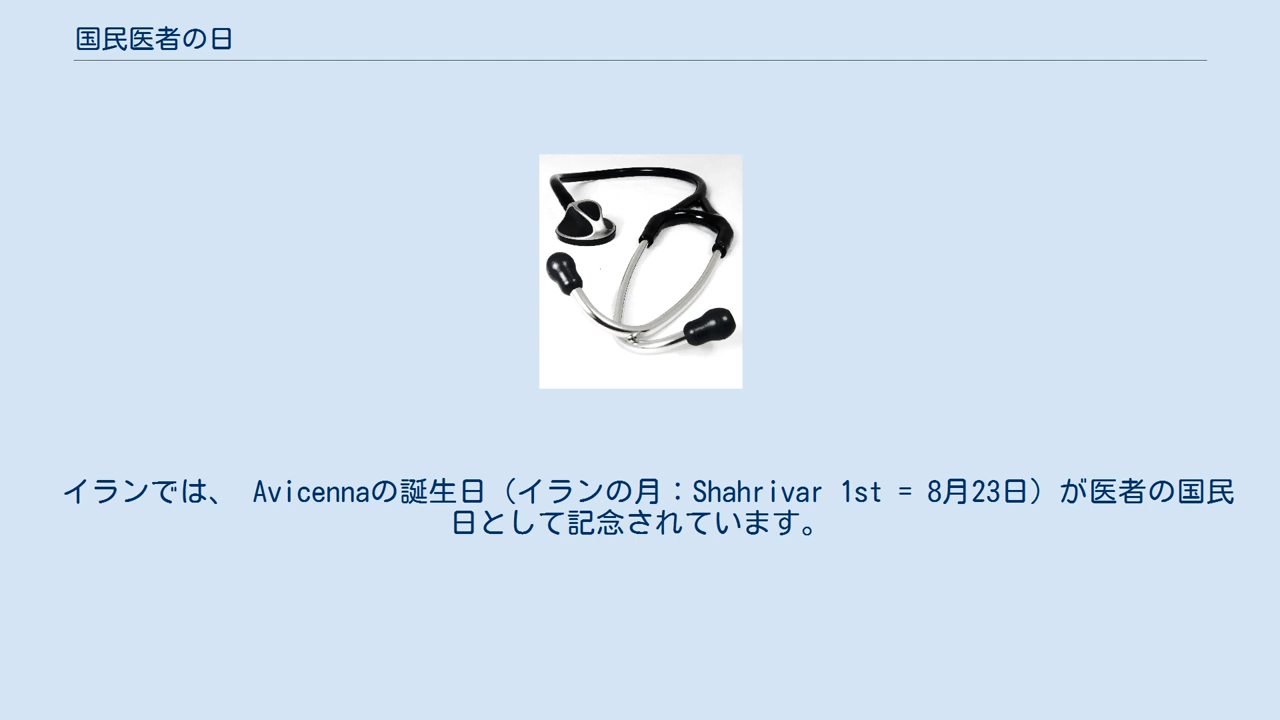 国民医者の日
イランでは、 Avicennaの誕生日（イランの月：Shahrivar 1st = 8月23日）が医者の国民
日として記念されています。